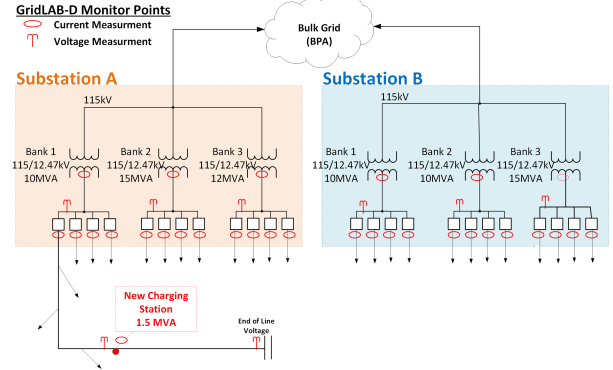 GridLAB-D Monitor Points
Current Measurment
Voltage Measurment
Bulk Grid
(BPA)
Substation A
115kV
Bank 1
115/12.47kV
10MVA
Bank 2
115/12.47kV
15MVA
Bank 3
115/12.47kV
12MVA
Substation B
115kV
Bank 1
115/12.47kV
10MVA
Bank 2
115/12.47kV
10MVA
Bank 3
115/12.47kV
15MVA
New Charging
Station
1.5 MVA
End of Line
Voltage